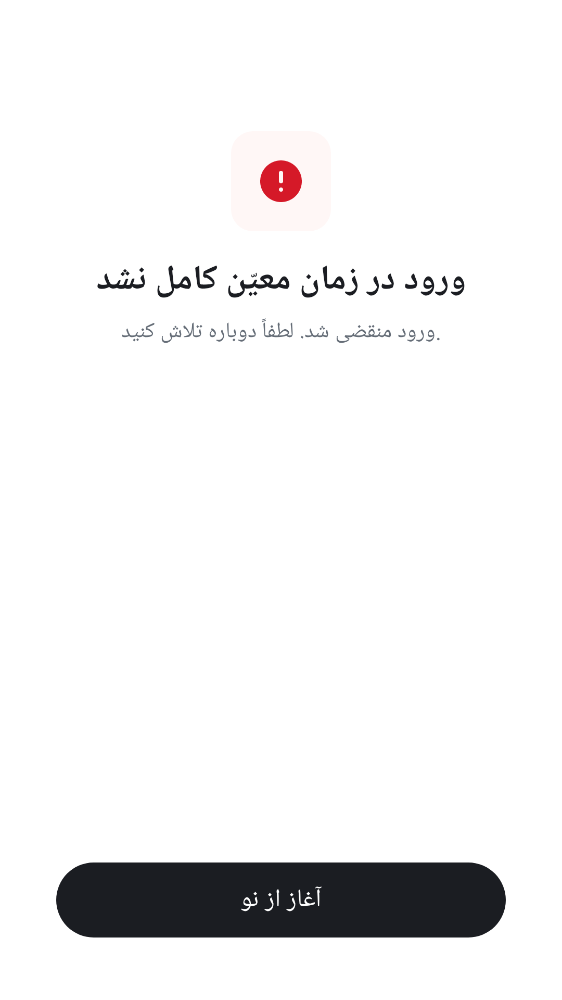 ورود در زمان معیّن کامل نشد
ورود منقضی شد. لطفاً دوباره تلاش کنید.
آغاز از نو